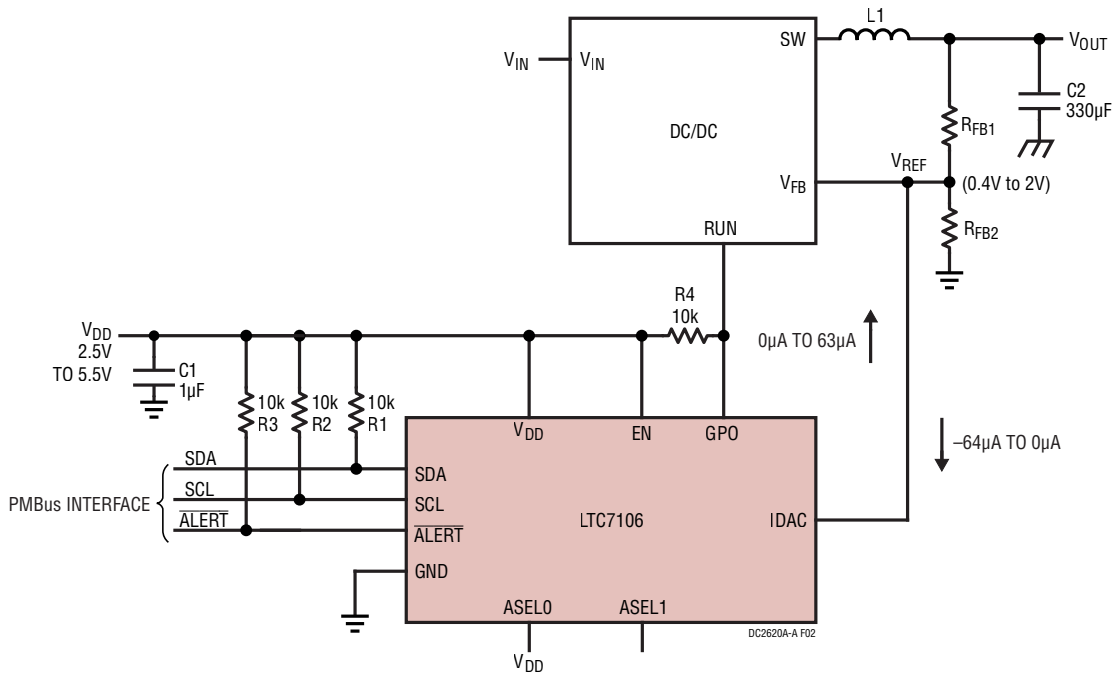 L1
SW
V_OUT
V_IN
V_IN
C2
330µF
DC/DC
R_FB1
V_REF
V_FB
(0.4V to 2V)
RUN
R_FB2
R4
10k
V_DD
2.5V
TO 5.5V
0µA TO 63µA
C1
1µF
10k
R3
10k
R2
10k
R1
V_DD
EN
GPO
–64µA TO 0µA
SDA
SDA
SCL
SCL
PMBus INTERFACE
ALERT
ALERT
LTC7106
IDAC
GND
ASEL0
ASEL1
DC2620A-A F02
V_DD